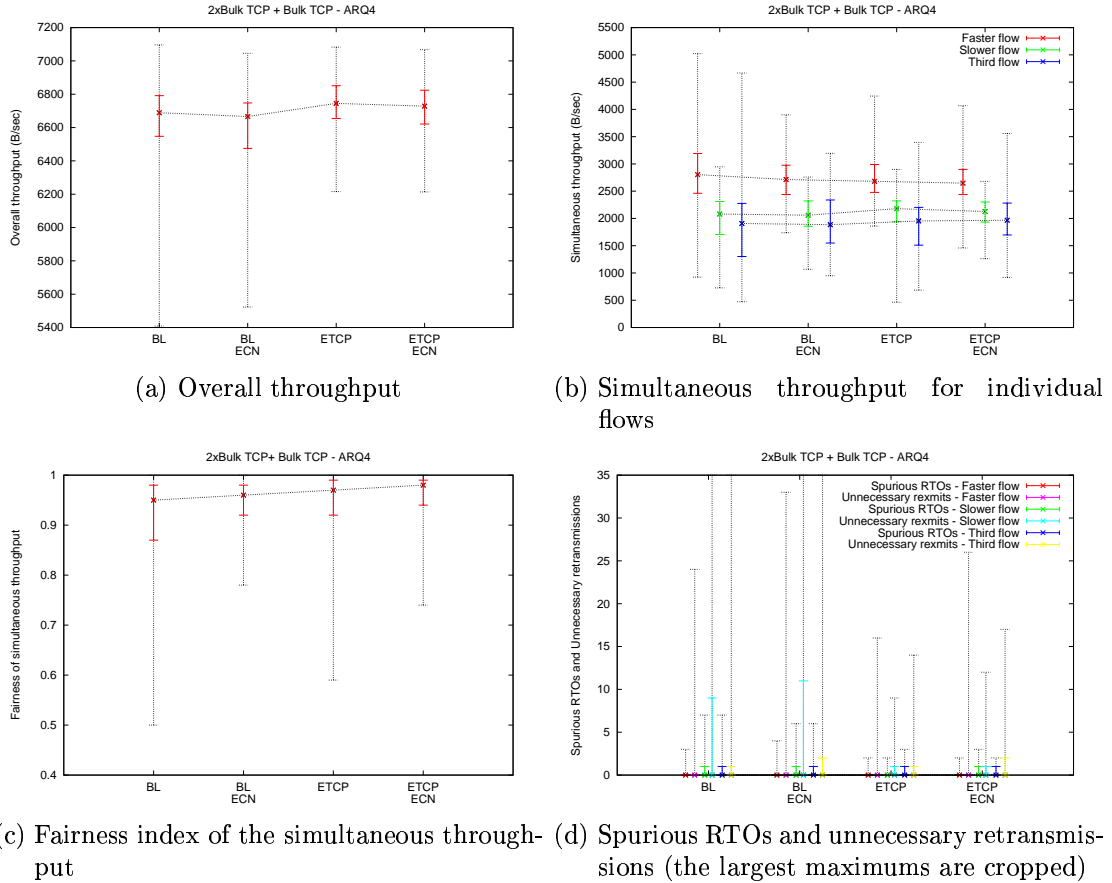 2xBulk TCP + Bulk TCP - ARQ4
7200
7000
6800
6600
6400
6200
6000
5800
5600
5400
Overall throughput (B/sec)
BL
BL
ECN
ETCP
ETCP
ECN
(a) Overall throughput
2xBulk TCP + Bulk TCP - ARQ4
Faster flow
Slower flow
Third flow
5500
5000
4500
4000
3500
3000
2500
2000
1500
1000
500
0
Simultaneous throughput (B/sec)
BL
BL
ECN
ETCP
ETCP
ECN
(b) Simultaneous throughput for individual
flows
2xBulk TCP+ Bulk TCP - ARQ4
1
0.9
0.8
0.7
0.6
0.5
0.4
Fairness of simultaneous throughput
BL
BL
ECN
ETCP
ETCP
ECN
(c) Fairness index of the simultaneous through-
put
2xBulk TCP + Bulk TCP - ARQ4
Spurious RTOs - Faster flow
Unnecessary rexmits - Faster flow
Spurious RTOs - Slower flow
Unnecessary rexmits - Slower flow
Spurious RTOs - Third flow
Unnecessary rexmits - Third flow
35
30
25
20
15
10
5
0
Spurious RTOs and Unnecessary retransmissions
BL
BL
ECN
ETCP
ETCP
ECN
(d) Spurious RTOs and unnecessary retransmis-
sions (the largest maximums are cropped)